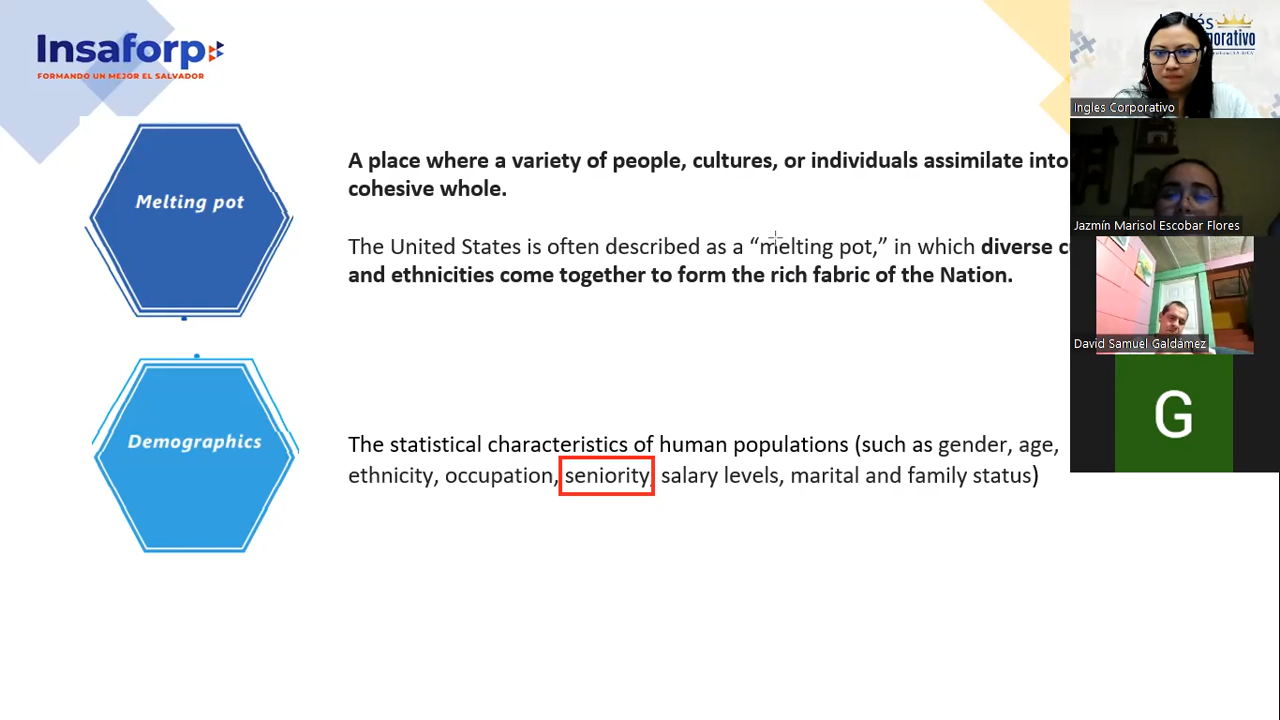 Insaforp
FORMANDO UN MEJOR EL SALVADOR
Melting pot
A place where a variety of people, cultures, or individuals assimilate into
cohesive whole.
The United States is often described as a “melting pot,” in which diverse
and ethnicities come together to form the rich fabric of the Nation.
Demographics
The statistical characteristics of human populations (such as gender, age,
ethnicity, occupation, seniority, salary levels, marital and family status)
Ingles Corporativo
Jazmín Marisol Escobar Flores
David Samuel Galdámez
G